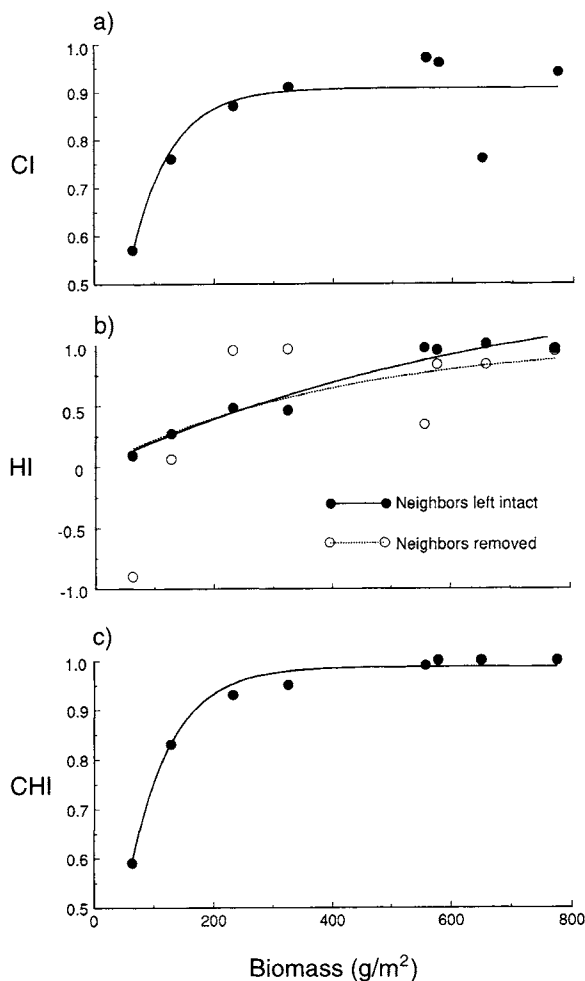 a)
1.0
0.9
0.8
CI
0.7
0.6
0.5
b)
1.0
0.5
HI
0
Neighbors left intact
-0.5
Neighbors removed
-1.0
c)
1.0
0.9
0.8
CHI
0.7
0.6
0.5
0 200 400 600 800
Biomass (g/m²)